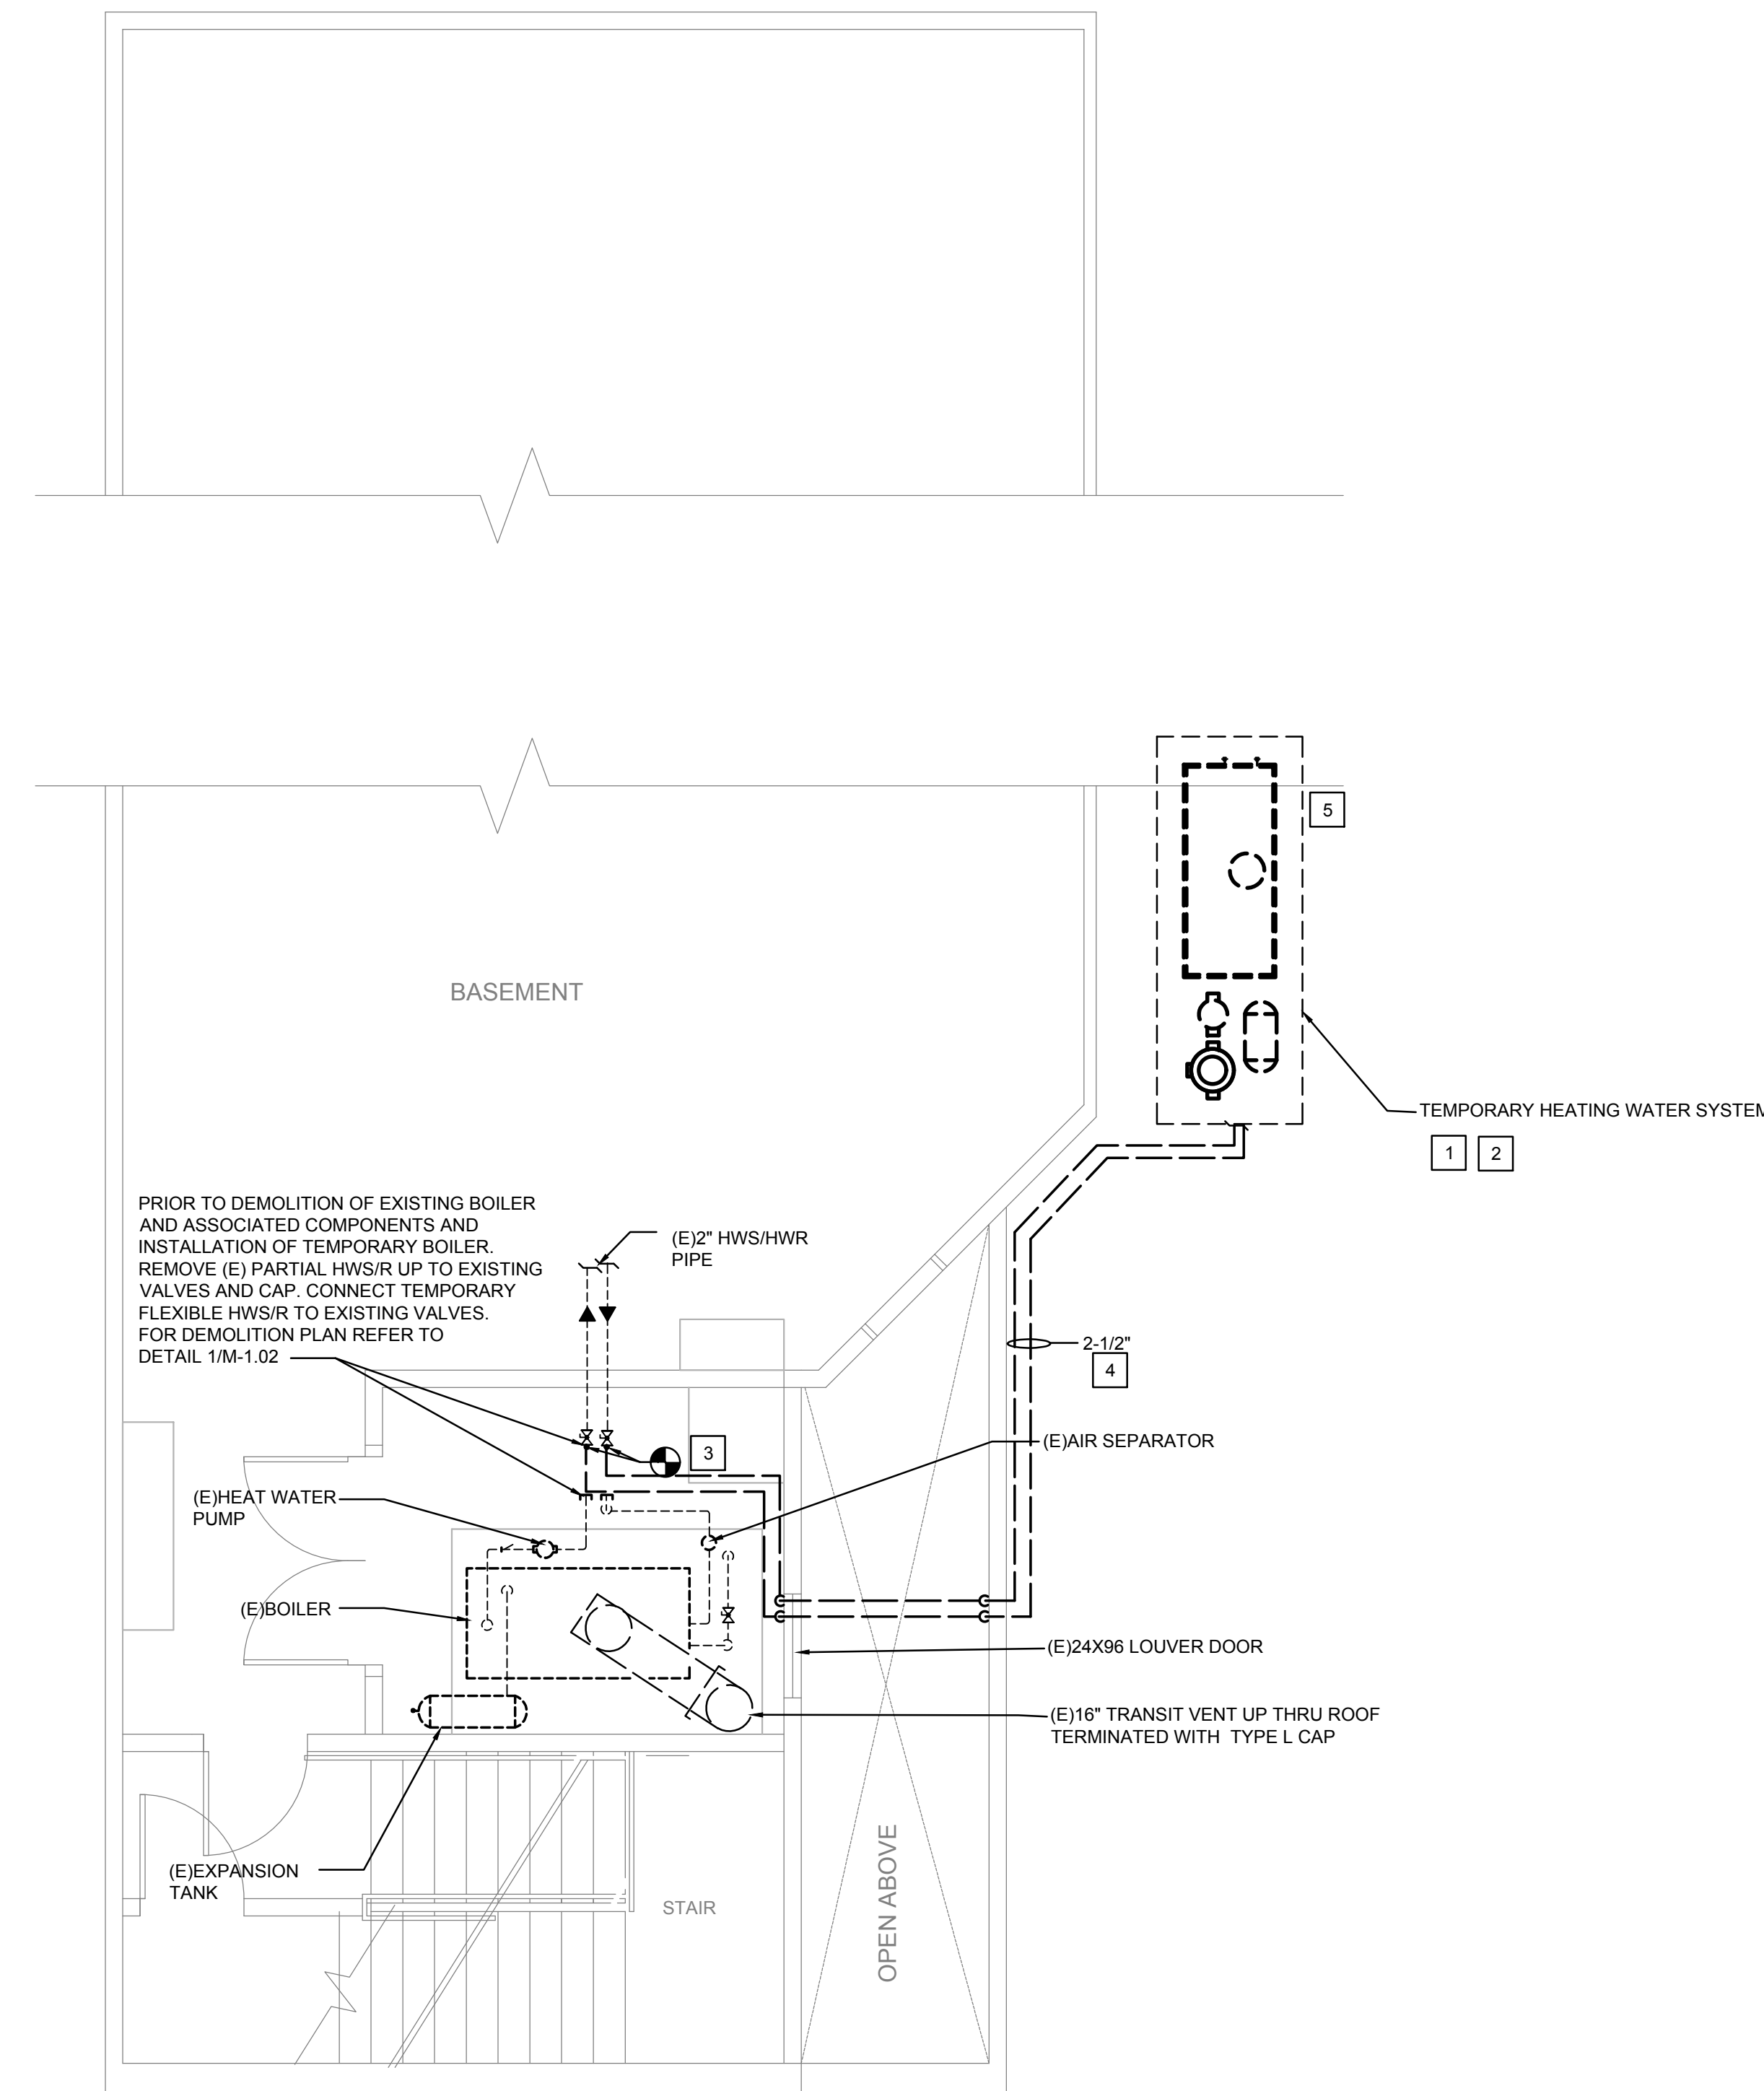 5
BASEMENT
TEMPORARY HEATING WATER SYSTEM
1 2
PRIOR TO DEMOLITION OF EXISTING BOILER
AND ASSOCIATED COMPONENTS AND
INSTALLATION OF TEMPORARY BOILER.
REMOVE (E) PARTIAL HWS/R UP TO EXISTING
VALVES AND CAP. CONNECT TEMPORARY
FLEXIBLE HWS/R TO EXISTING VALVES.
FOR DEMOLITION PLAN REFER TO
DETAIL 1/M-1.02
(E)2" HWS/HWR
PIPE
2-1/2"
4
(E)AIR SEPARATOR
3
(E)HEAT WATER
PUMP
(E)BOILER
(E)24X96 LOUVER DOOR
(E)16" TRANSIT VENT UP THRU ROOF
TERMINATED WITH TYPE L CAP
(E)EXPANSION
TANK
STAIR
OPEN ABOVE